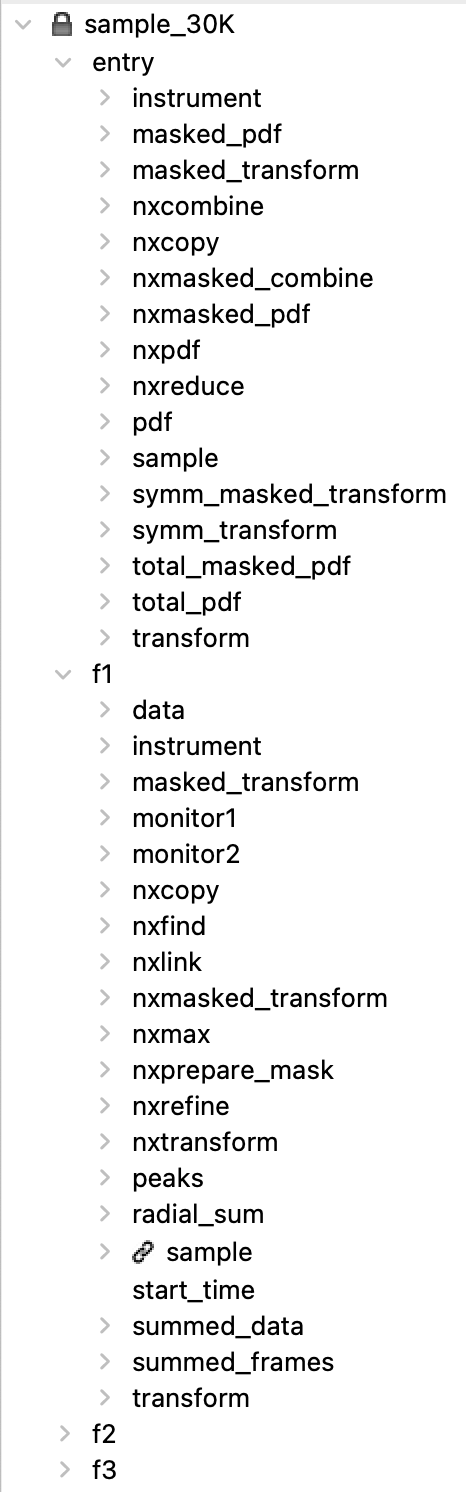 sample_30K
entry
instrument
masked_pdf
masked_transform
nxcombine
nxcopy
nxmasked_combine
nxmasked_pdf
nxpdf
nxreduce
pdf
sample
symm_masked_transform
symm_transform
total_masked_pdf
total_pdf
transform
f1
data
instrument
masked_transform
monitor1
monitor2
nxcopy
nxfind
nxlink
nxmasked_transform
nxmax
nxprepare_mask
nxrefine
nxtransform
peaks
radial_sum
sample
start_time
summed_data
summed_frames
transform
f2
f3